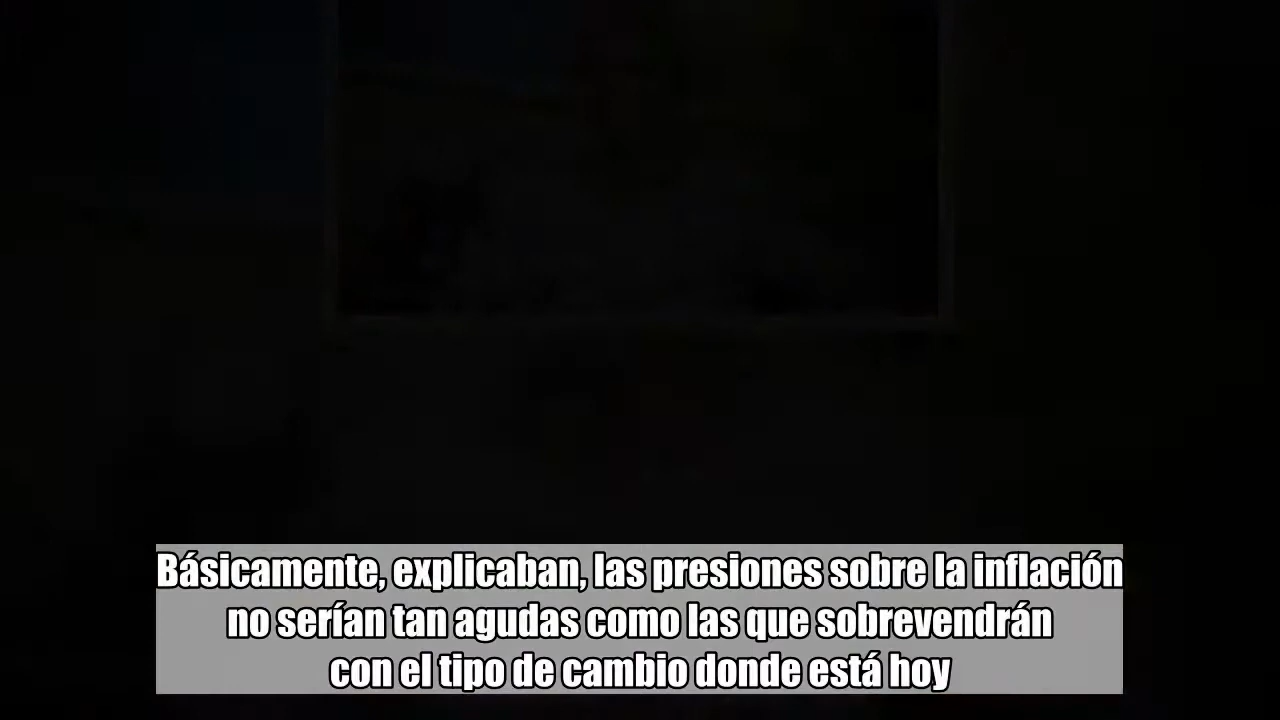 Básicamente, explicaban, las presiones sobre la inflación
no serían tan agudas como las que sobrevendrán
con el tipo de cambio donde está hoy